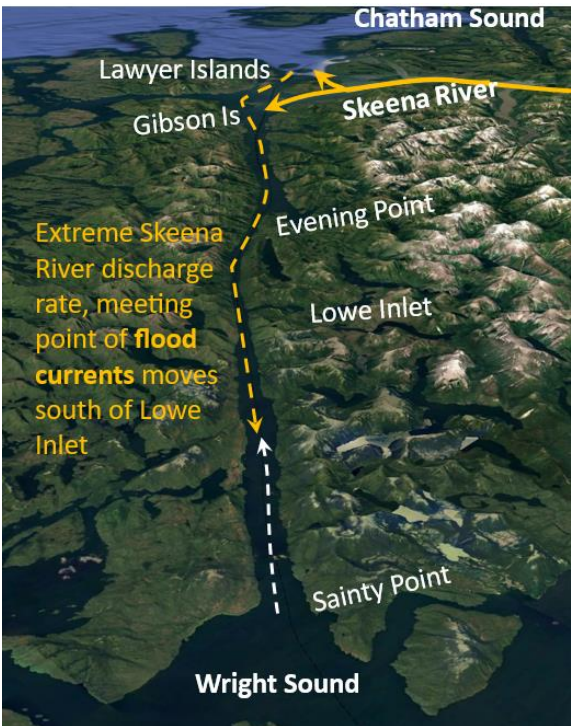 Chatham Sound
Lawyer Islands
Skeena River
Gibson Is
Evening Point
Extreme Skeena
River discharge
rate, meeting
point of flood
currents moves
south of Lowe
Inlet
Lowe Inlet
Sainty Point
Wright Sound